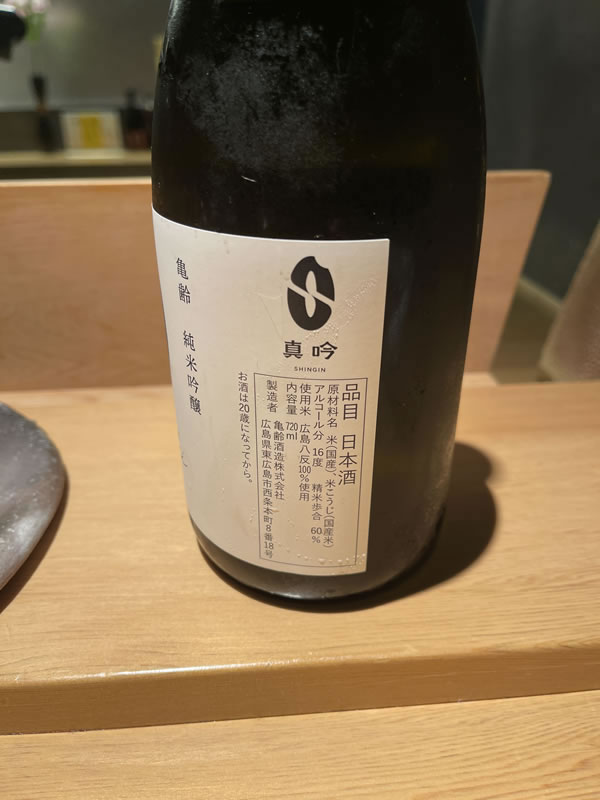 真吟
SHINGIN
品目 日本酒
原材料名 米(国産)、米こうじ(国産米)
アルコール分 16度 精米歩合 60%
使用米 広島八反100%使用
内容量 720ml
製造者 亀齢酒造株式会社
広島県東広島市西条本町8番18号
お酒は20歳になってから。
亀齢 純米吟醸